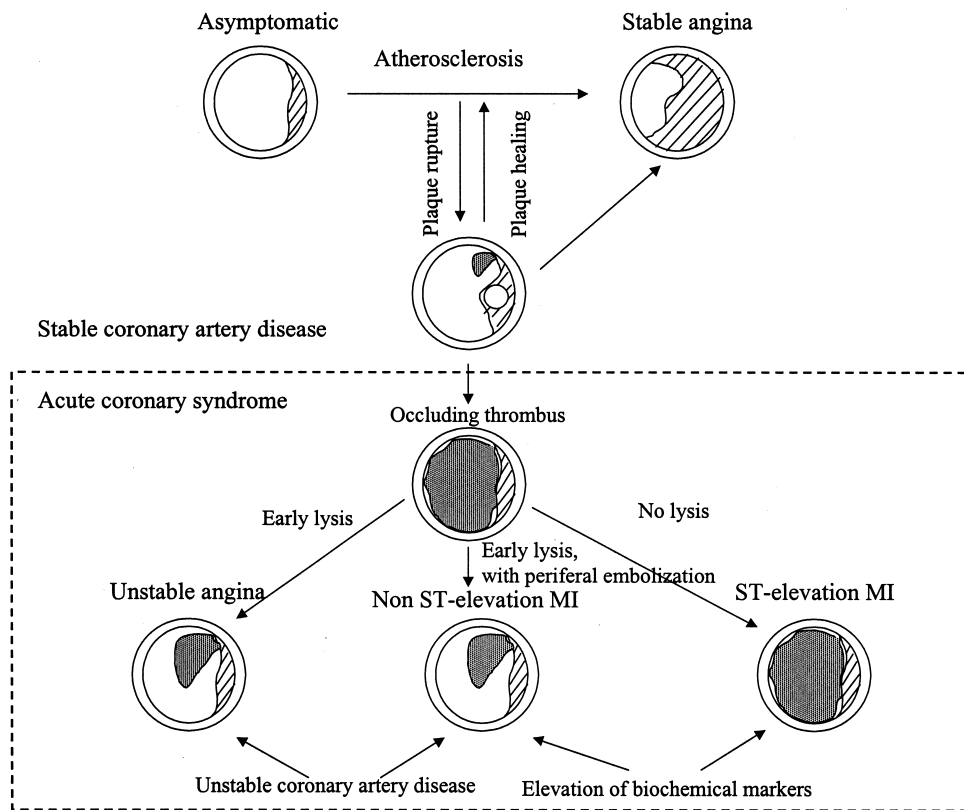 Asymptomatic
Stable angina
Atherosclerosis
Plaque rupture
Plaque healing
Stable coronary artery disease
Acute coronary syndrome
Occluding thrombus
Early lysis
No lysis
Early lysis,
with periferal embolization
Unstable angina
Non ST-elevation MI
ST-elevation MI
Unstable coronary artery disease
Elevation of biochemical markers